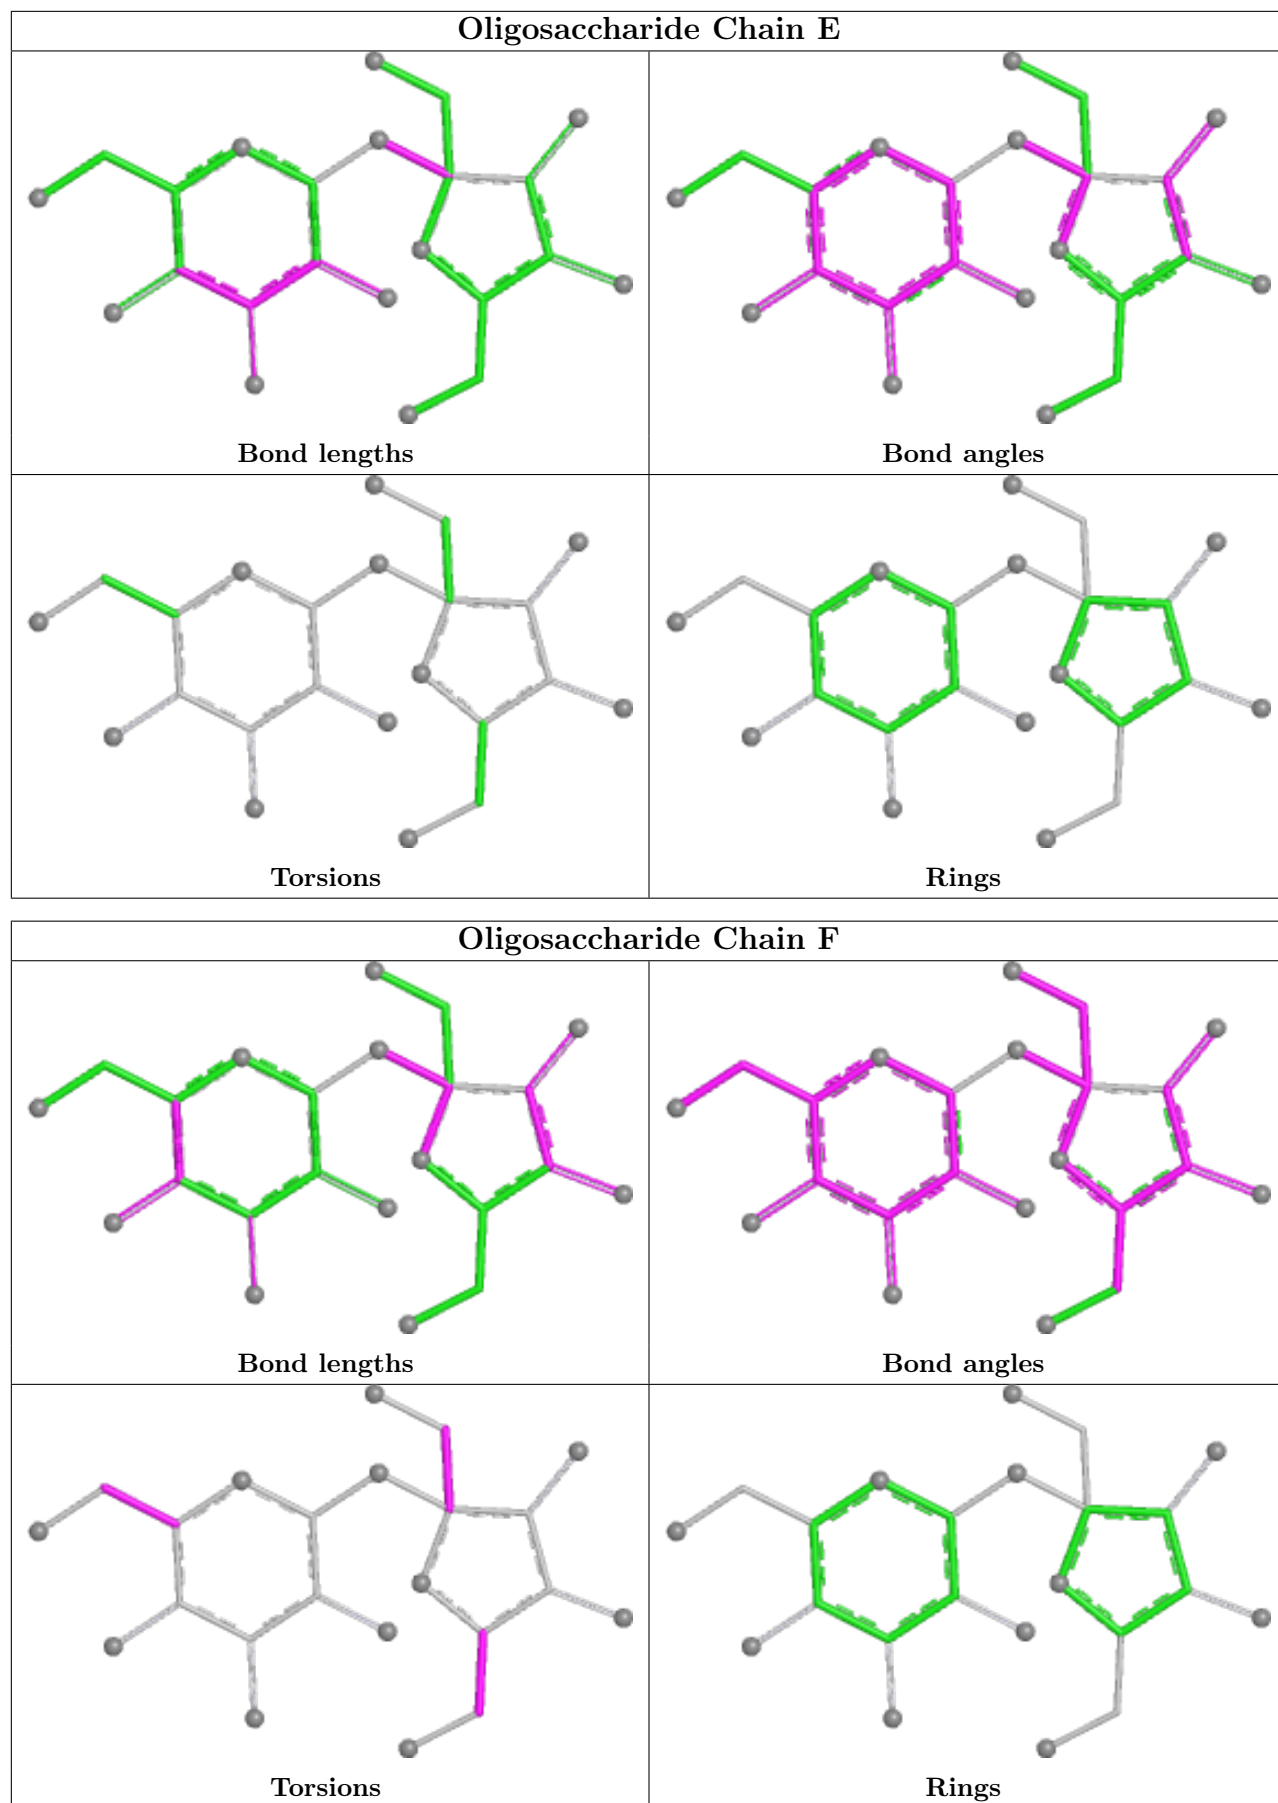 Oligosaccharide Chain E
Bond lengths
Bond angles
Torsions
Rings
Oligosaccharide Chain F
Bond lengths
Bond angles
Torsions
Rings